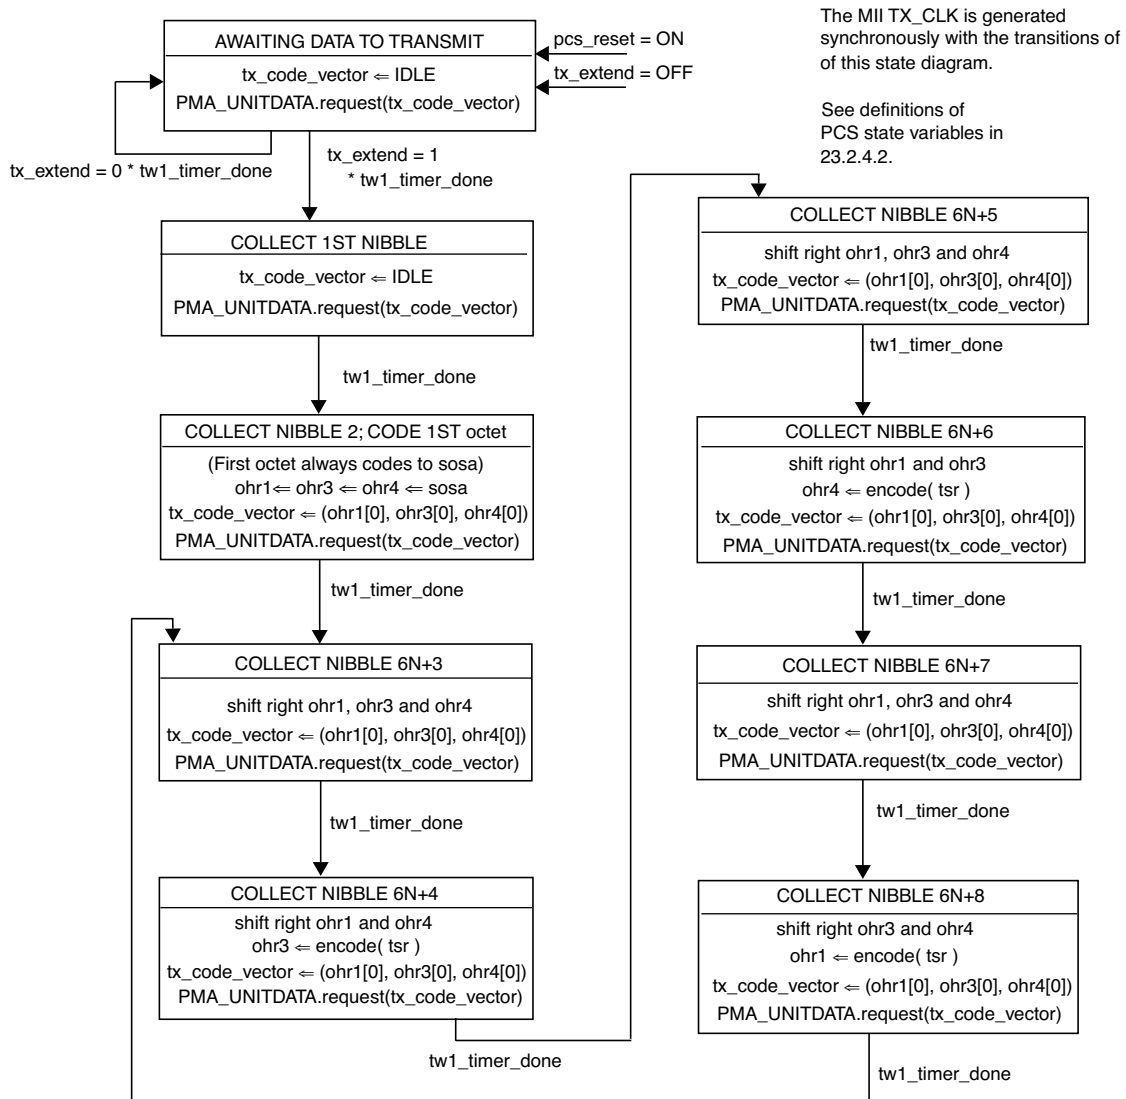 AWAITING DATA TO TRANSMIT
tx_code_vector ⇐ IDLE
PMA_UNITDATA.request(tx_code_vector)
pcs_reset = ON
tx_extend = OFF
tx_extend = 0 * tw1_timer_done
tx_extend = 1
* tw1_timer_done
COLLECT 1ST NIBBLE
tx_code_vector ⇐ IDLE
PMA_UNITDATA.request(tx_code_vector)
tw1_timer_done
COLLECT NIBBLE 2; CODE 1ST octet
(First octet always codes to sosa)
ohr1⇐ ohr3 ⇐ ohr4 ⇐ sosa
tx_code_vector ⇐ (ohr1[0], ohr3[0], ohr4[0])
PMA_UNITDATA.request(tx_code_vector)
tw1_timer_done
COLLECT NIBBLE 6N+3
shift right ohr1, ohr3 and ohr4
tx_code_vector ⇐ (ohr1[0], ohr3[0], ohr4[0])
PMA_UNITDATA.request(tx_code_vector)
tw1_timer_done
COLLECT NIBBLE 6N+4
shift right ohr1 and ohr4
ohr3 ⇐ encode( tsr )
tx_code_vector ⇐ (ohr1[0], ohr3[0], ohr4[0])
PMA_UNITDATA.request(tx_code_vector)
tw1_timer_done
The MII TX_CLK is generated
synchronously with the transitions of
of this state diagram.
See definitions of
PCS state variables in
23.2.4.2.
COLLECT NIBBLE 6N+5
shift right ohr1, ohr3 and ohr4
tx_code_vector ⇐ (ohr1[0], ohr3[0], ohr4[0])
PMA_UNITDATA.request(tx_code_vector)
tw1_timer_done
COLLECT NIBBLE 6N+6
shift right ohr1 and ohr3
ohr4 ⇐ encode( tsr )
tx_code_vector ⇐ (ohr1[0], ohr3[0], ohr4[0])
PMA_UNITDATA.request(tx_code_vector)
tw1_timer_done
COLLECT NIBBLE 6N+7
shift right ohr1, ohr3 and ohr4
tx_code_vector ⇐ (ohr1[0], ohr3[0], ohr4[0])
PMA_UNITDATA.request(tx_code_vector)
tw1_timer_done
COLLECT NIBBLE 6N+8
shift right ohr3 and ohr4
ohr1 ⇐ encode( tsr )
tx_code_vector ⇐ (ohr1[0], ohr3[0], ohr4[0])
PMA_UNITDATA.request(tx_code_vector)
tw1_timer_done